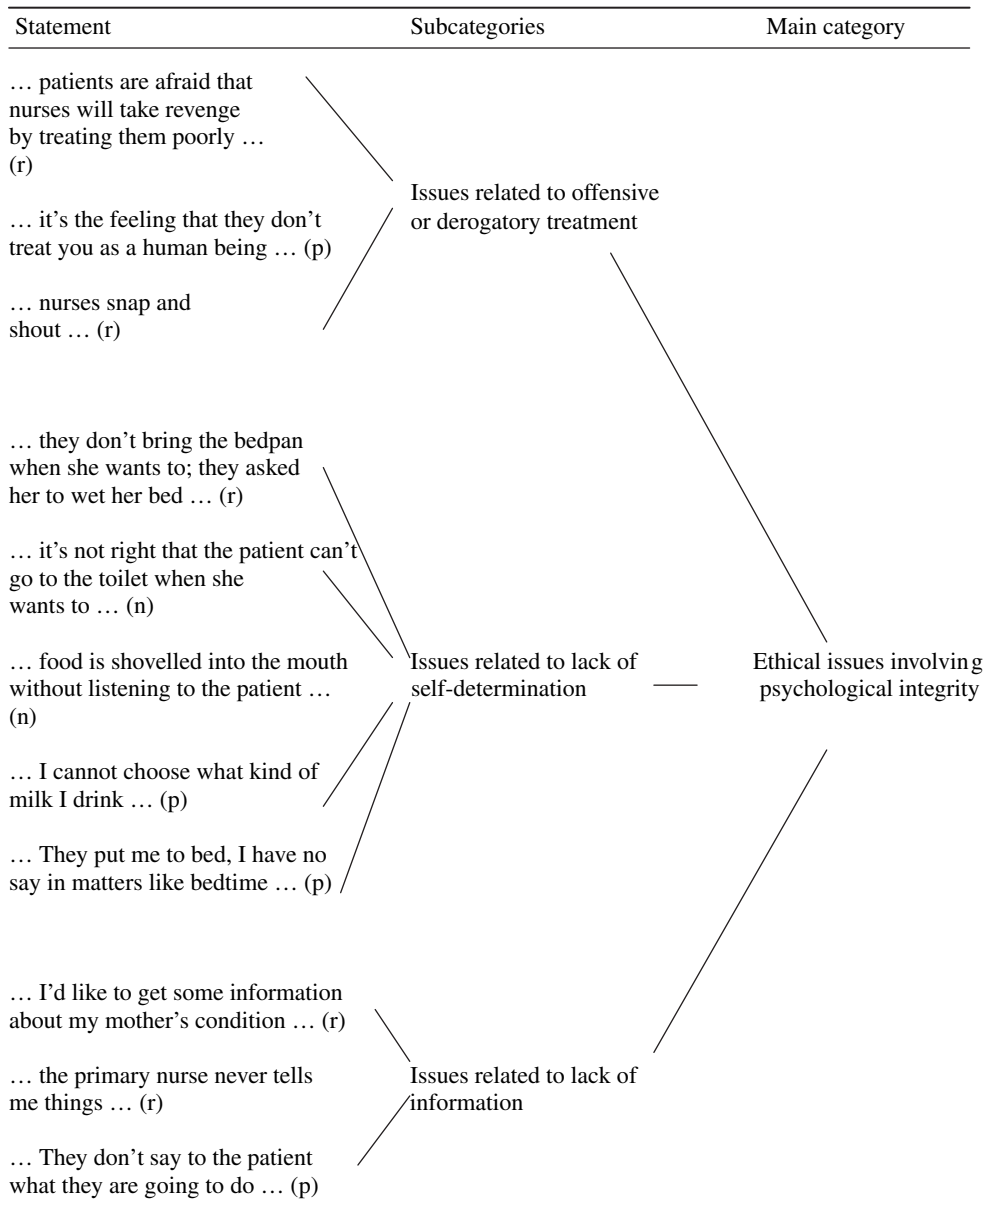 Statement Subcategories Main category
… patients are afraid that
nurses will take revenge
by treating them poorly …
(r)
Issues related to offensive
or derogatory treatment
… it’s the feeling that they don’t
treat you as a human being … (p)
… nurses snap and
shout … (r)
… they don’t bring the bedpan
when she wants to; they asked
her to wet her bed … (r)
… it’s not right that the patient can’t
go to the toilet when she
wants to … (n)
… food is shovelled into the mouth
without listening to the patient …
(n)
Issues related to lack of
self-determination
Ethical issues involving
psychological integrity
… I cannot choose what kind of
milk I drink … (p)
… They put me to bed, I have no
say in matters like bedtime … (p)
… I’d like to get some information
about my mother’s condition … (r)
… the primary nurse never tells
me things … (r)
Issues related to lack of
information
… They don’t say to the patient
what they are going to do … (p)